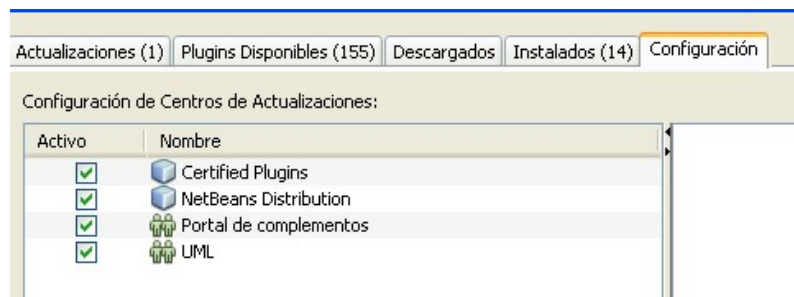 Actualizaciones (1) Plugins Disponibles (155) Descargados Instalados (14) Configuración
Configuración de Centros de Actualizaciones:
Activo Nombre
Certified Plugins
NetBeans Distribution
Portal de complementos
UML